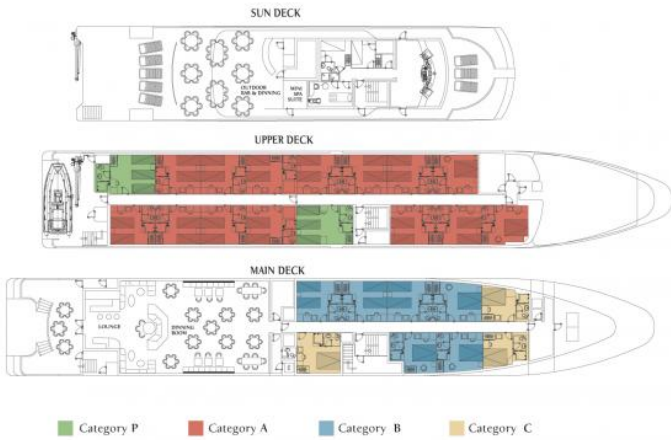 SUN DECK
OUTDOOR
BAR & DINNING
MINI
SPA
SUITE
UPPER DECK
MAIN DECK
LOUNGE
DINNING
ROOM
Category P
Category A
Category B
Category C